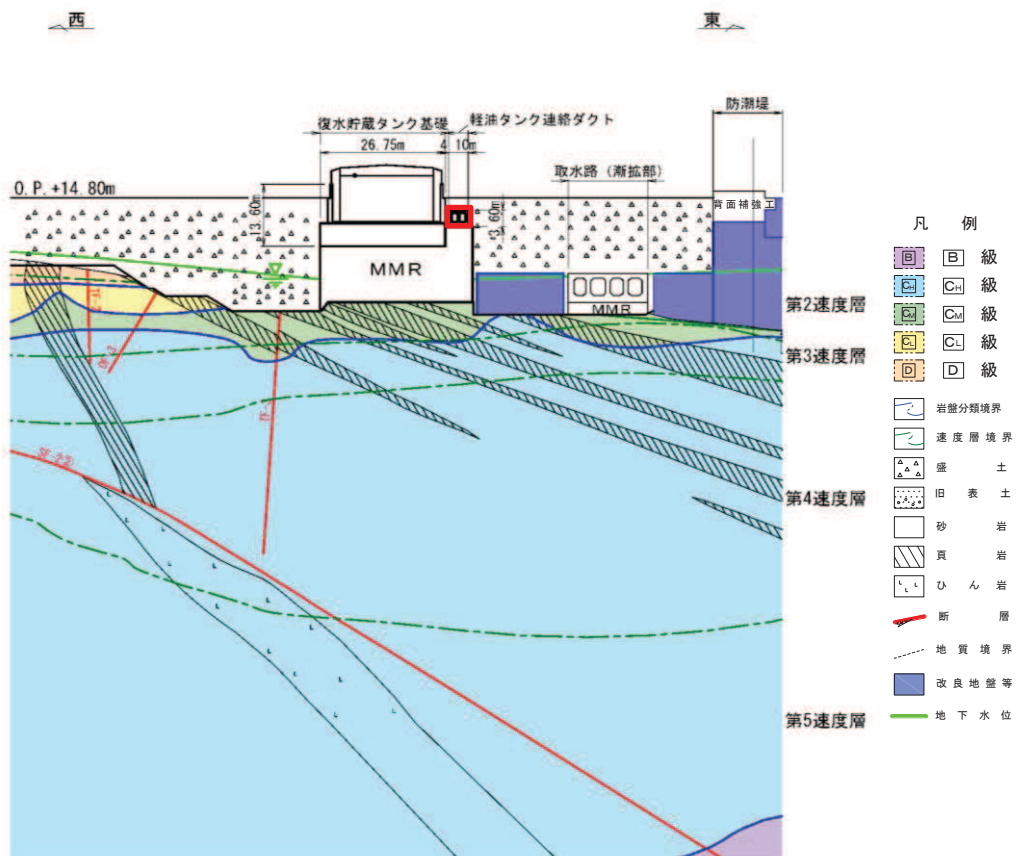 西
東
防潮堤
復水貯蔵タンク基礎
軽油タンク連絡ダクト
26.75m
4.10m
取水路（漸拡部）
O.P.+14.80m
13.60m
3.60m
背面補強工
MMR
MMR
第2速度層
第3速度層
第4速度層
第5速度層
凡 例
B B 級
CH CH 級
CM CM 級
CL CL 級
D D 級
岩盤分類境界
速度層境界
盛 土
旧 表 土
砂 岩
頁 岩
ひ ん 岩
断 層
地 質 境 界
改 良 地 盤 等
地 下 水 位